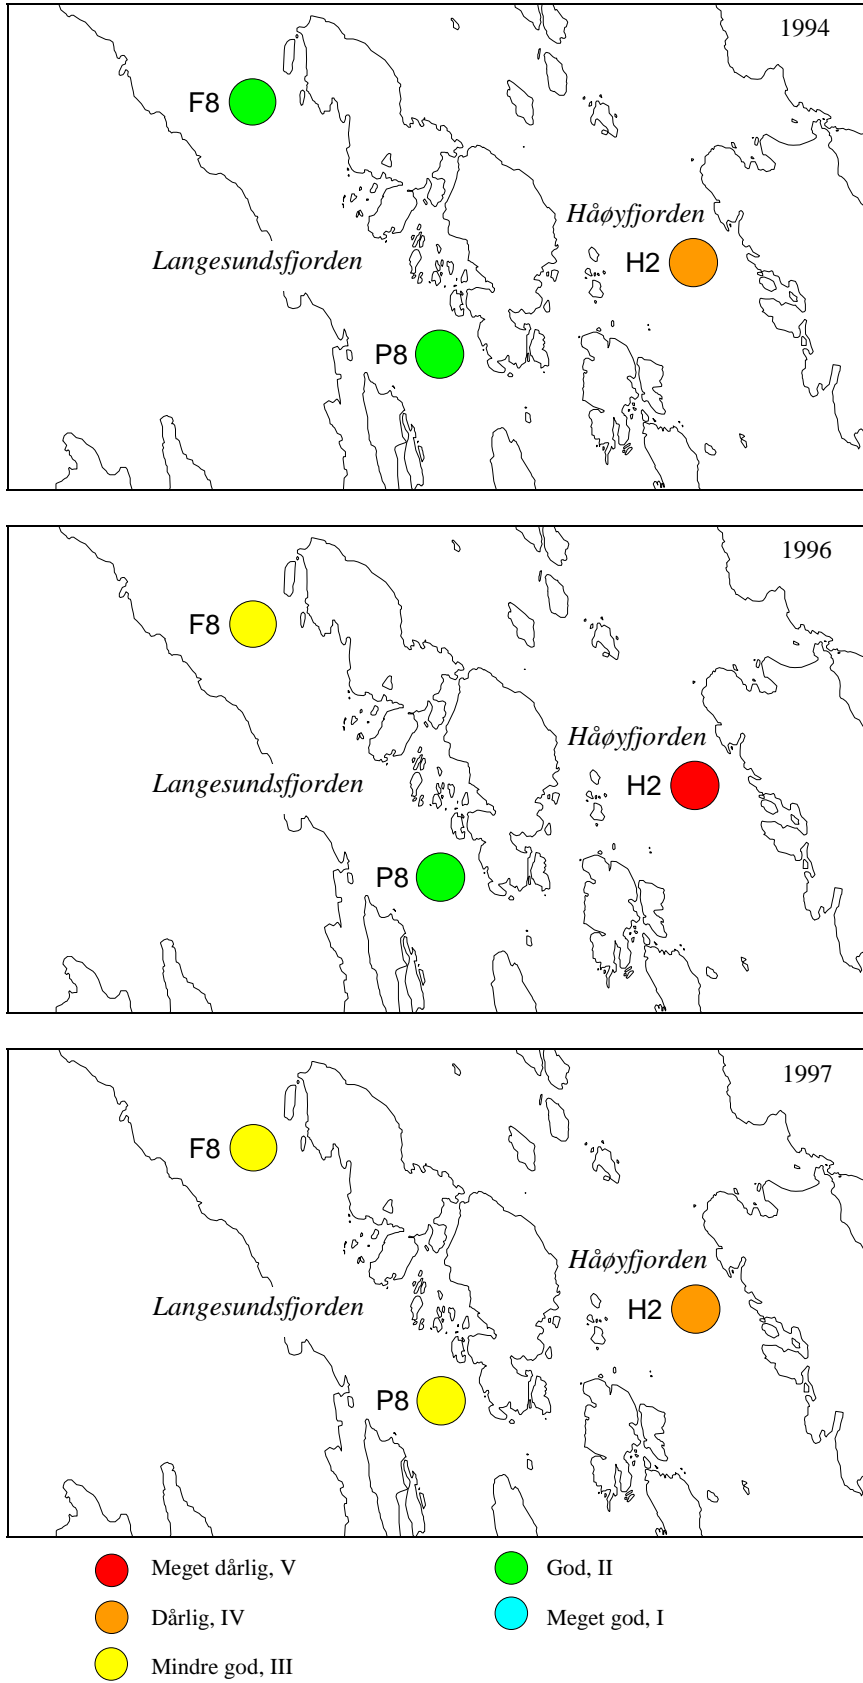 1994
F8
Håøyfjorden
Langesundsfjorden
H2
P8
1996
F8
Håøyfjorden
Langesundsfjorden
H2
P8
1997
F8
Håøyfjorden
Langesundsfjorden
H2
P8
Meget dårlig, V
God, II
Dårlig, IV
Meget god, I
Mindre god, III